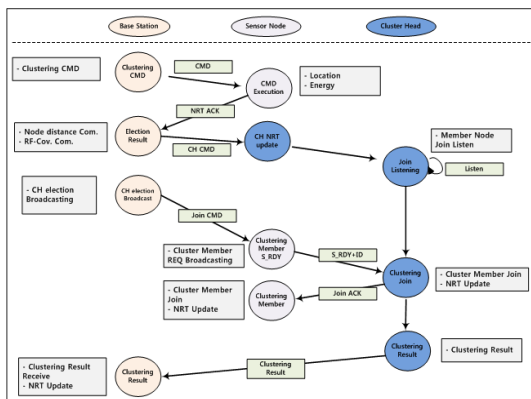 Base Station
Sensor Node
Cluster Head
- Clustering CMD
Clustering
CMD
CMD
CMD
Execution
- Location
- Energy
NRT ACK
- Node distance Com.
- RF-Cov. Com.
Election
Result
CH CMD
CH NRT
update
- Member Node
Join Listen
Join
Listening
Listen
- CH election
Broadcasting
CH election
Broadcast
Join CMD
- Cluster Member
REQ Broadcasting
Clustering
Member
S_RDY
S_RDY+ID
Clustering
Join
- Cluster Member Join
- NRT Update
- Cluster Member
Join
- NRT Update
Clustering
Member
Join ACK
Clustering
Result
- Clustering Result
- Clustering Result
Receive
- NRT Update
Clustering
Result
Clustering
Result